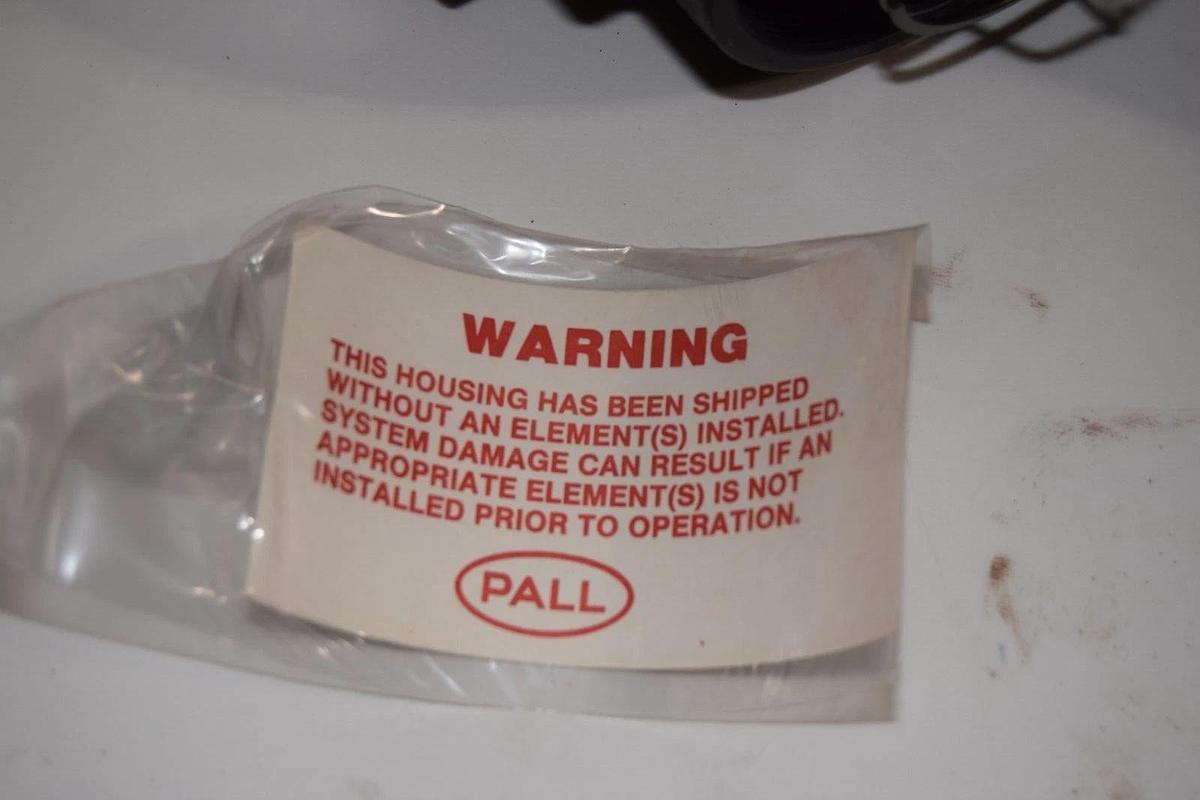 WARNING
THIS HOUSING HAS BEEN SHIPPED
WITHOUT AN ELEMENT(S) INSTALLED.
SYSTEM DAMAGE CAN RESULT IF AN
APPROPRIATE ELEMENT(S) IS NOT
INSTALLED PRIOR TO OPERATION.
PALL